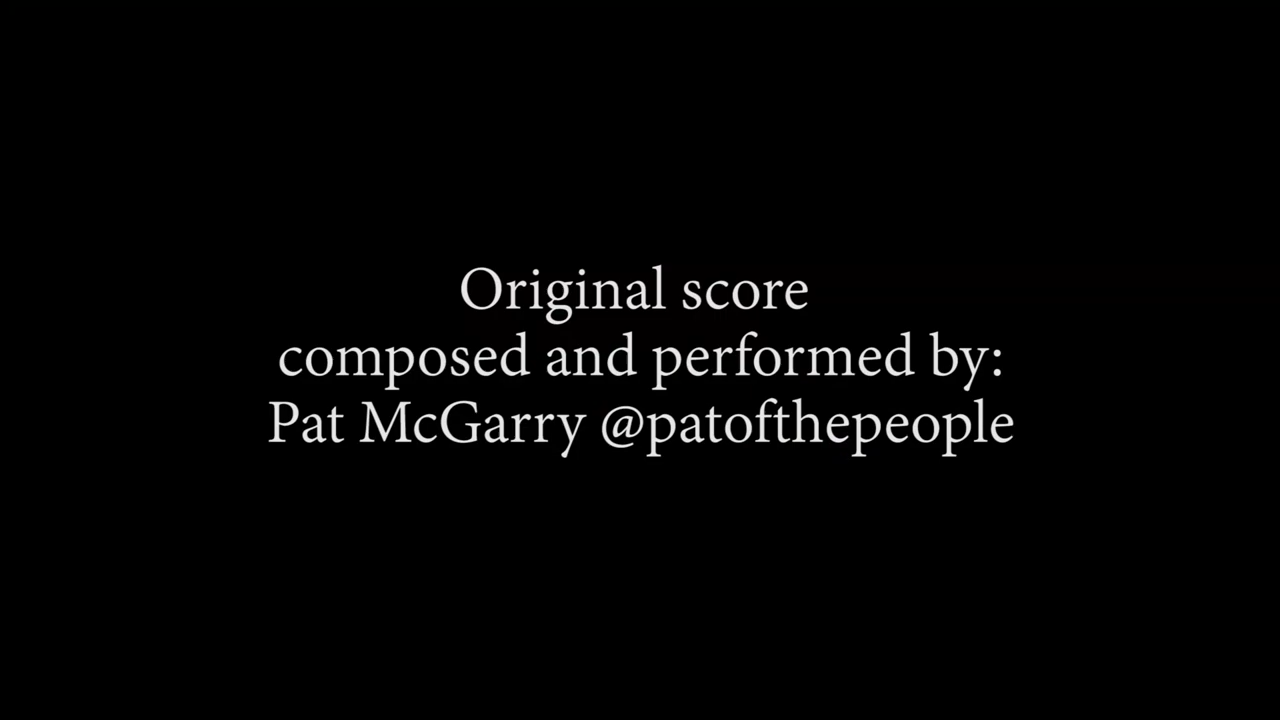 Original score
composed and performed by:
Pat McGarry @patofthepeople